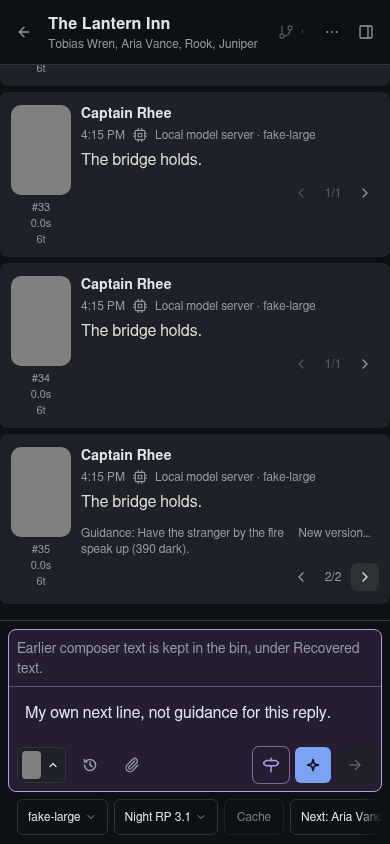 The Lantern Inn
Tobias Wren, Aria Vance, Rook, Juniper
6t
Captain Rhee
4:15 PM Local model server · fake-large
The bridge holds.
1/1
#33
0.0s
6t
Captain Rhee
4:15 PM Local model server · fake-large
The bridge holds.
1/1
#34
0.0s
6t
Captain Rhee
4:15 PM Local model server · fake-large
The bridge holds.
Guidance: Have the stranger by the fire New version…
speak up (390 dark).
#35
0.0s
6t
2/2
Earlier composer text is kept in the bin, under Recovered
text.
My own next line, not guidance for this reply.
fake-large Night RP 3.1 Cache Next: Aria